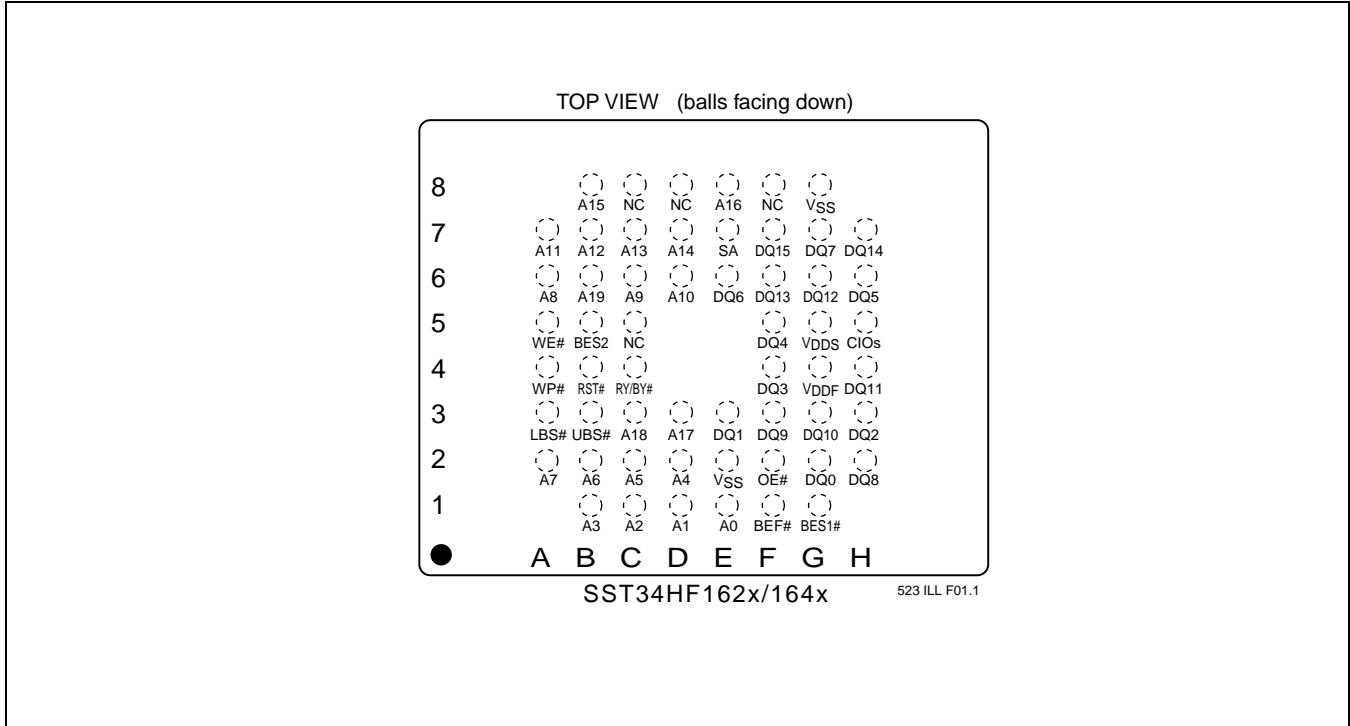 TOP VIEW (balls facing down)
8
A15 NC NC A16 NC VSS
7
A11 A12 A13 A14 SA DQ15 DQ7 DQ14
6
A8 A19 A9 A10 DQ6 DQ13 DQ12 DQ5
5
WE# BES2 NC DQ4 VDDS CIOs
4
WP# RST# RY/BY# DQ3 VDDF DQ11
3
LBS# UBS# A18 A17 DQ1 DQ9 DQ10 DQ2
2
A7 A6 A5 A4 VSS OE# DQ0 DQ8
1
A3 A2 A1 A0 BEF# BES1#
A B C D E F G H
SST34HF162x/164x
523 ILL F01.1